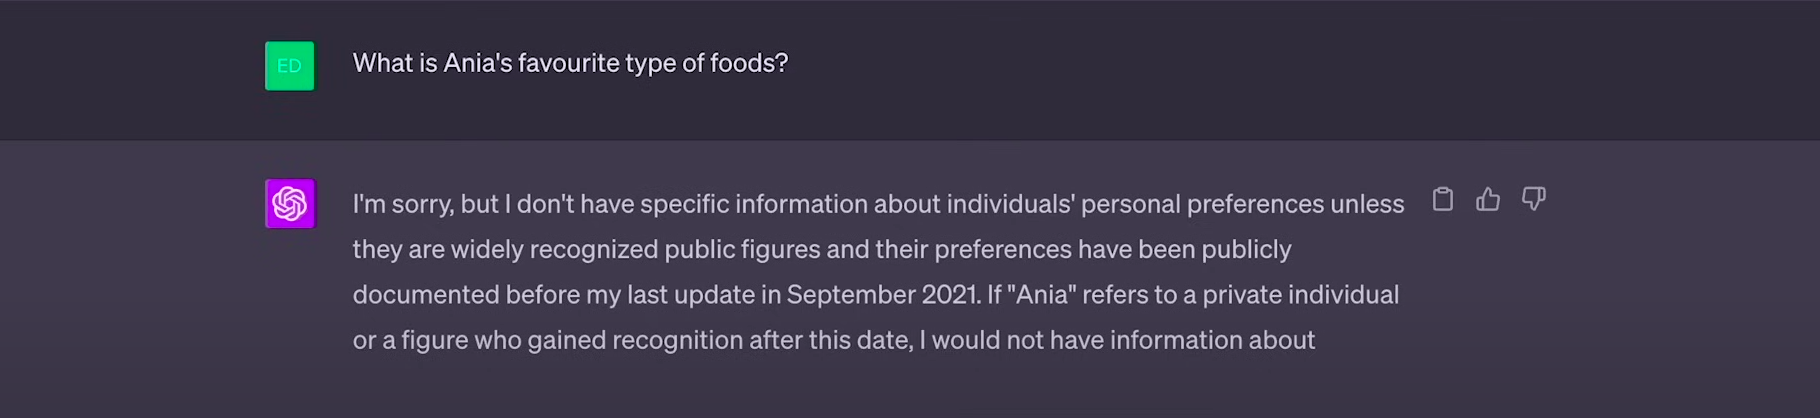 ED
What is Ania's favourite type of foods?
I'm sorry, but I don't have specific information about individuals' personal preferences unless
they are widely recognized public figures and their preferences have been publicly
documented before my last update in September 2021. If "Ania" refers to a private individual
or a figure who gained recognition after this date, I would not have information about